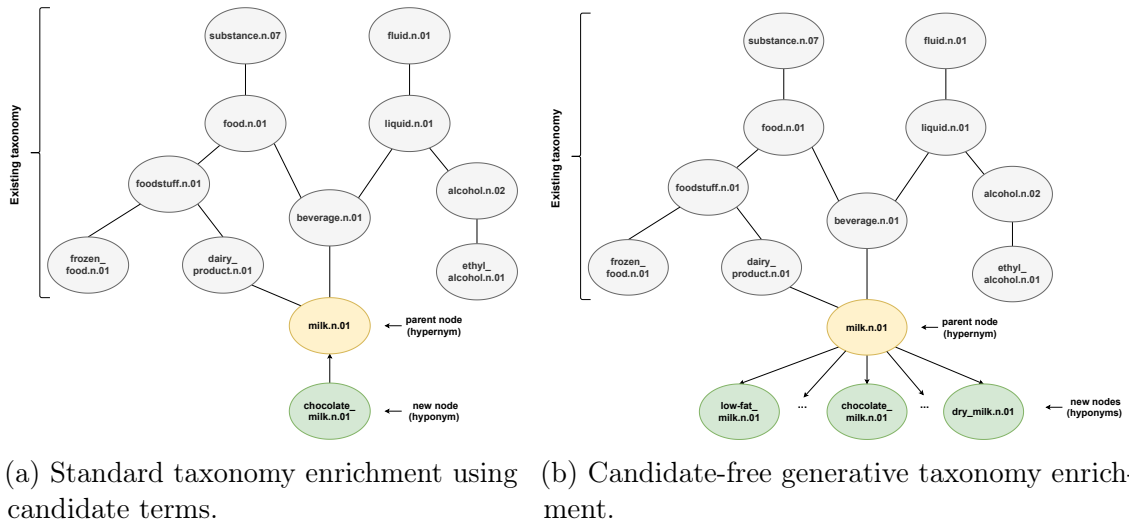 substance.n.07
fluid.n.01
food.n.01
liquid.n.01
Existing taxonomy
foodstuff.n.01
alcohol.n.02
beverage.n.01
frozen_
food.n.01
dairy_
product.n.01
ethyl_
alcohol.n.01
milk.n.01
parent node
(hypernym)
chocolate_
milk.n.01
new node
(hyponym)
(a) Standard taxonomy enrichment using
candidate terms.
substance.n.07
fluid.n.01
food.n.01
liquid.n.01
Existing taxonomy
foodstuff.n.01
alcohol.n.02
beverage.n.01
frozen_
food.n.01
dairy_
product.n.01
ethyl_
alcohol.n.01
milk.n.01
parent node
(hypernym)
low-fat_
milk.n.01
...
chocolate_
milk.n.01
...
dry_milk.n.01
new nodes
(hyponyms)
(b) Candidate-free generative taxonomy enrich-
ment.